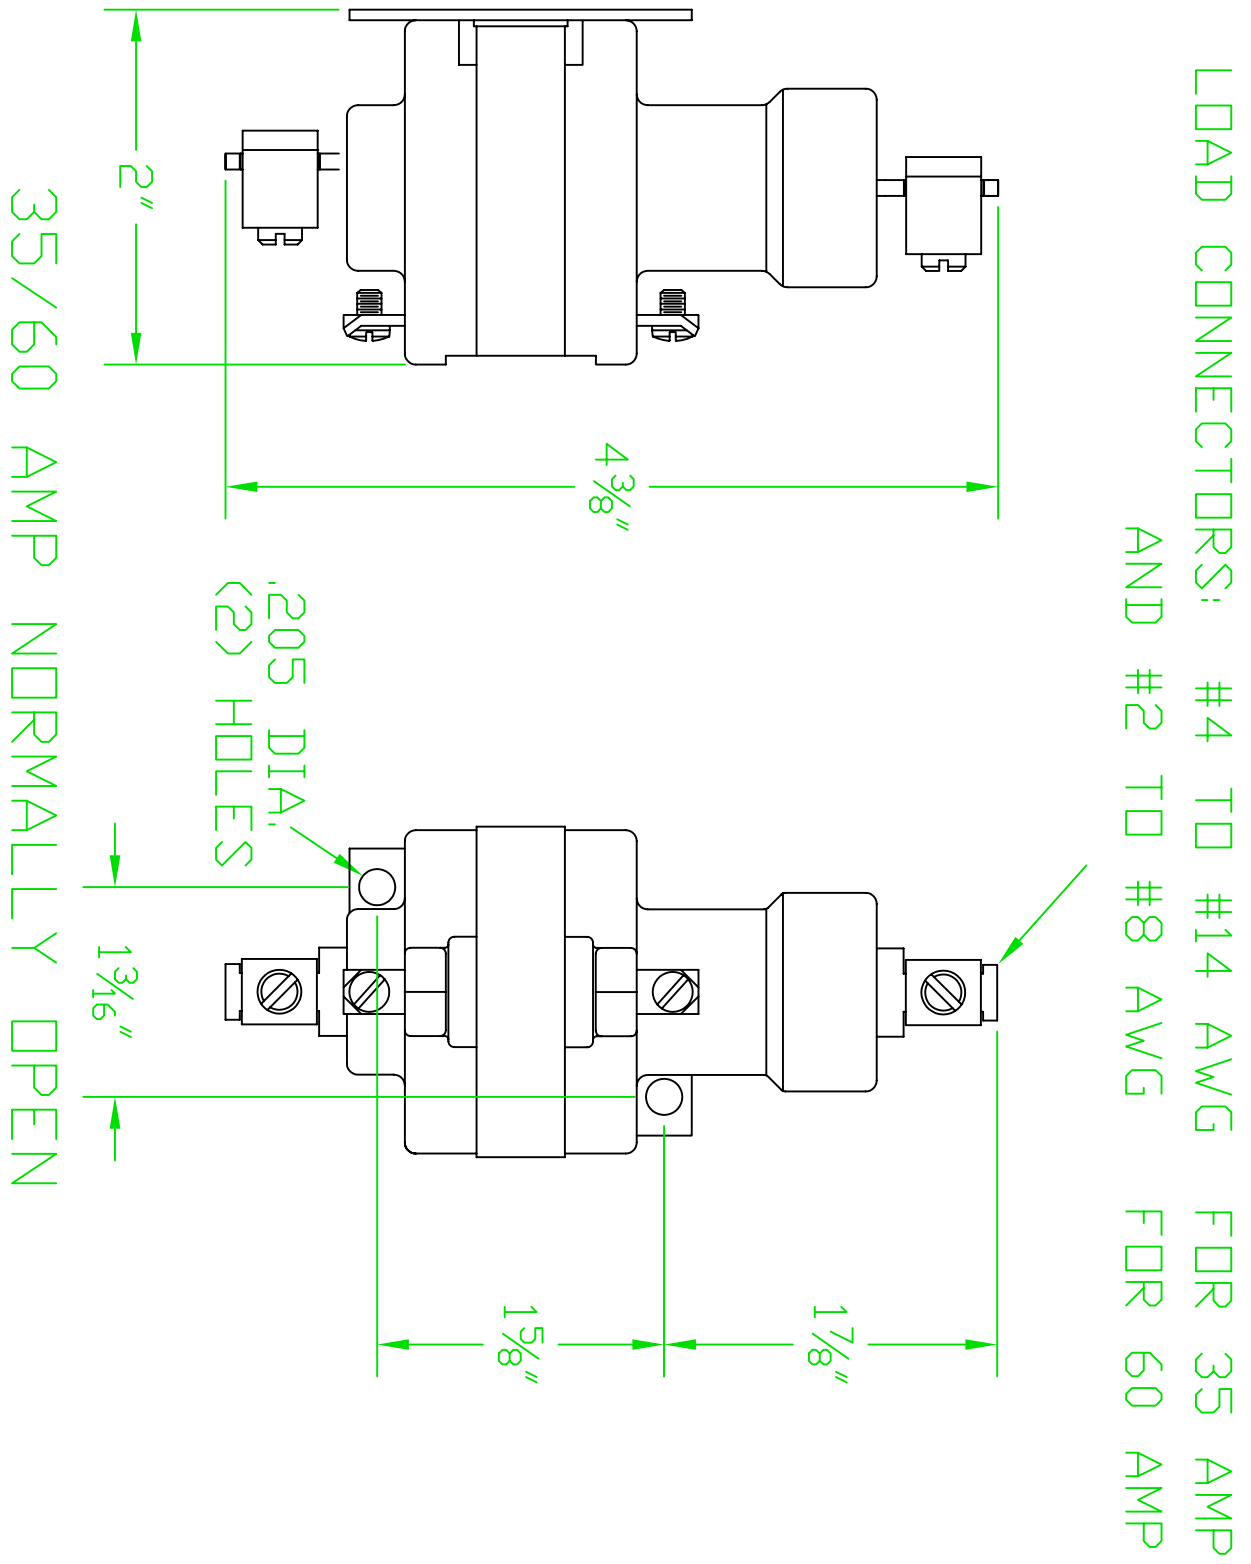 LOAD CONNECTORS: #4 TO #14 AWG FOR 35 AMP
AND #2 TO #8 AWG FOR 60 AMP
4 3/8"
2"
1 7/8"
1 5/8"
.205 DIA.
(2) HOLES
1 3/16"
35/60 AMP NORMALLY OPEN